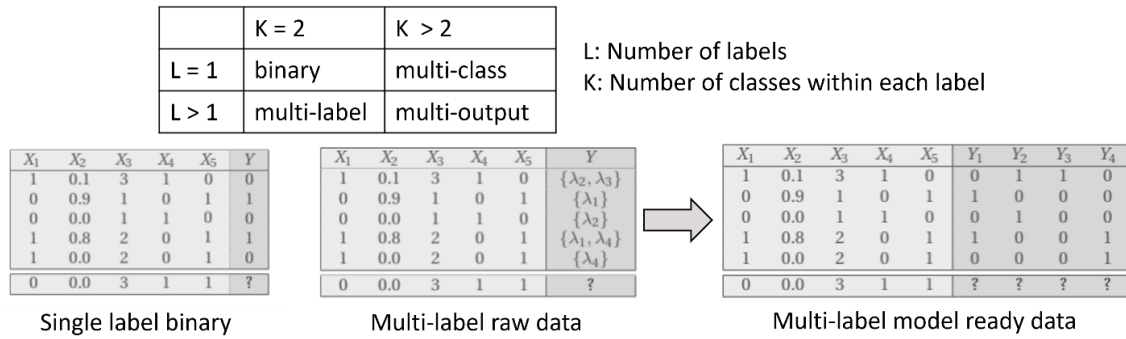 K = 2 K > 2
L = 1 binary multi-class
L > 1 multi-label multi-output
L: Number of labels
K: Number of classes within each label
X1 X2 X3 X4 X5 Y
1 0.1 3 1 0 0
0 0.9 1 0 1 1
0 0.0 1 1 0 0
1 0.8 2 0 1 1
1 0.0 2 0 1 0
0 0.0 3 1 1 ?
Single label binary
X1 X2 X3 X4 X5 Y
1 0.1 3 1 0 {λ2, λ3}
0 0.9 1 0 1 {λ1}
0 0.0 1 1 0 {λ2}
1 0.8 2 0 1 {λ1, λ4}
1 0.0 2 0 1 {λ4}
0 0.0 3 1 1 ?
Multi-label raw data
X1 X2 X3 X4 X5 Y1 Y2 Y3 Y4
1 0.1 3 1 0 0 1 1 0
0 0.9 1 0 1 1 0 0 0
0 0.0 1 1 0 0 1 0 0
1 0.8 2 0 1 1 0 0 1
1 0.0 2 0 1 0 0 0 1
0 0.0 3 1 1 ? ? ? ?
Multi-label model ready data